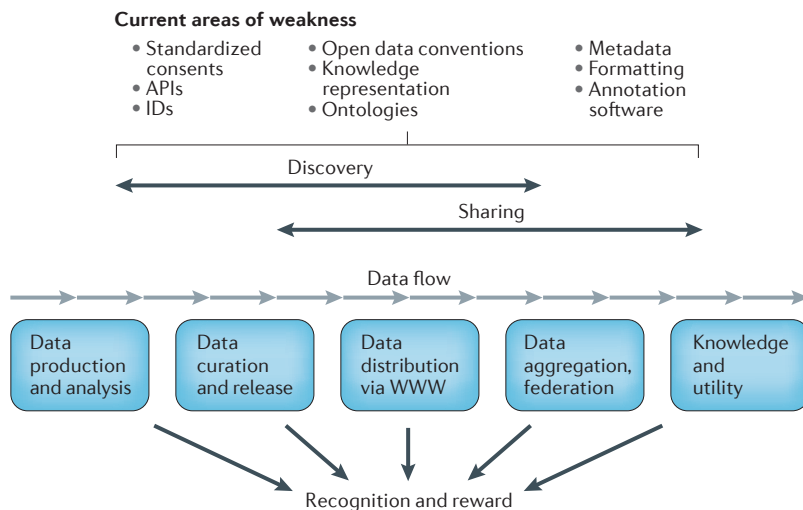 Current areas of weakness
• Standardized
consents
• APIs
• IDs
• Open data conventions
• Knowledge
representation
• Ontologies
• Metadata
• Formatting
• Annotation
software
Discovery
Sharing
Data flow
Data
production
and analysis
Data
curation
and release
Data
distribution
via WWW
Data
aggregation,
federation
Knowledge
and
utility
Recognition and reward